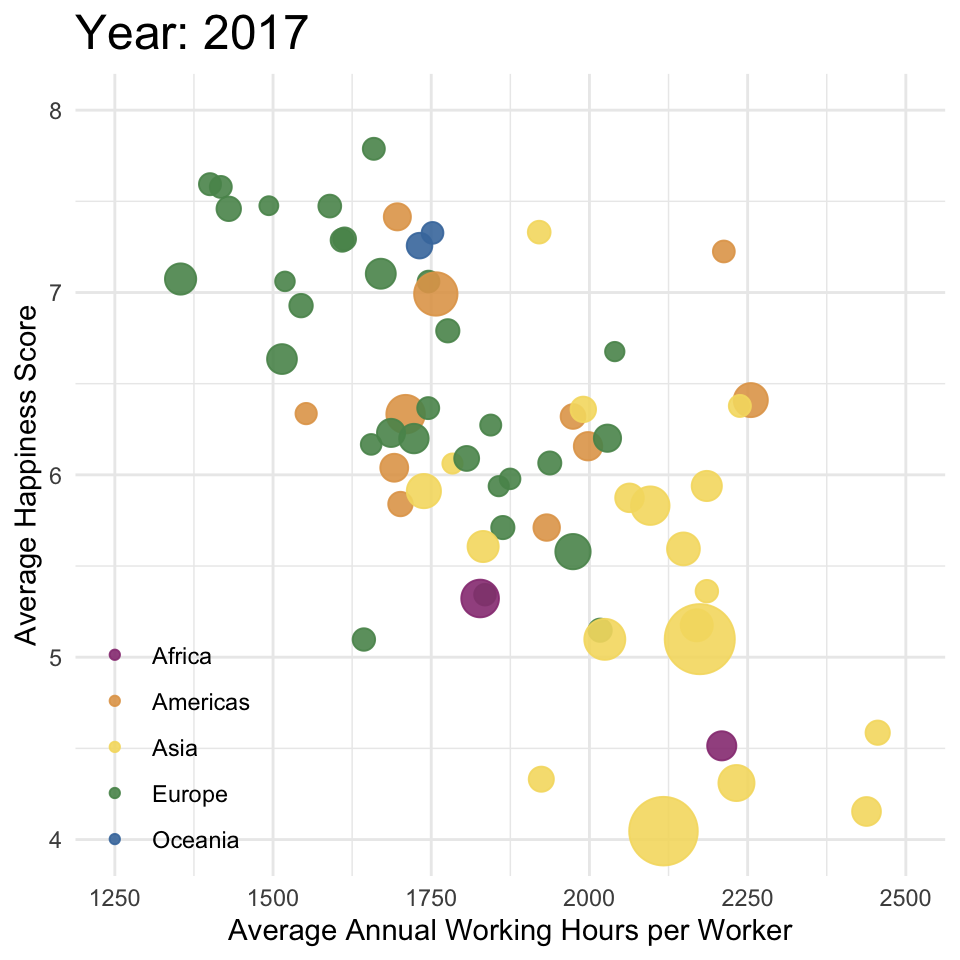 Year: 2017
Average Happiness Score
8
7
6
5
4
Africa
Americas
Asia
Europe
Oceania
1250 1500 1750 2000 2250 2500
Average Annual Working Hours per Worker